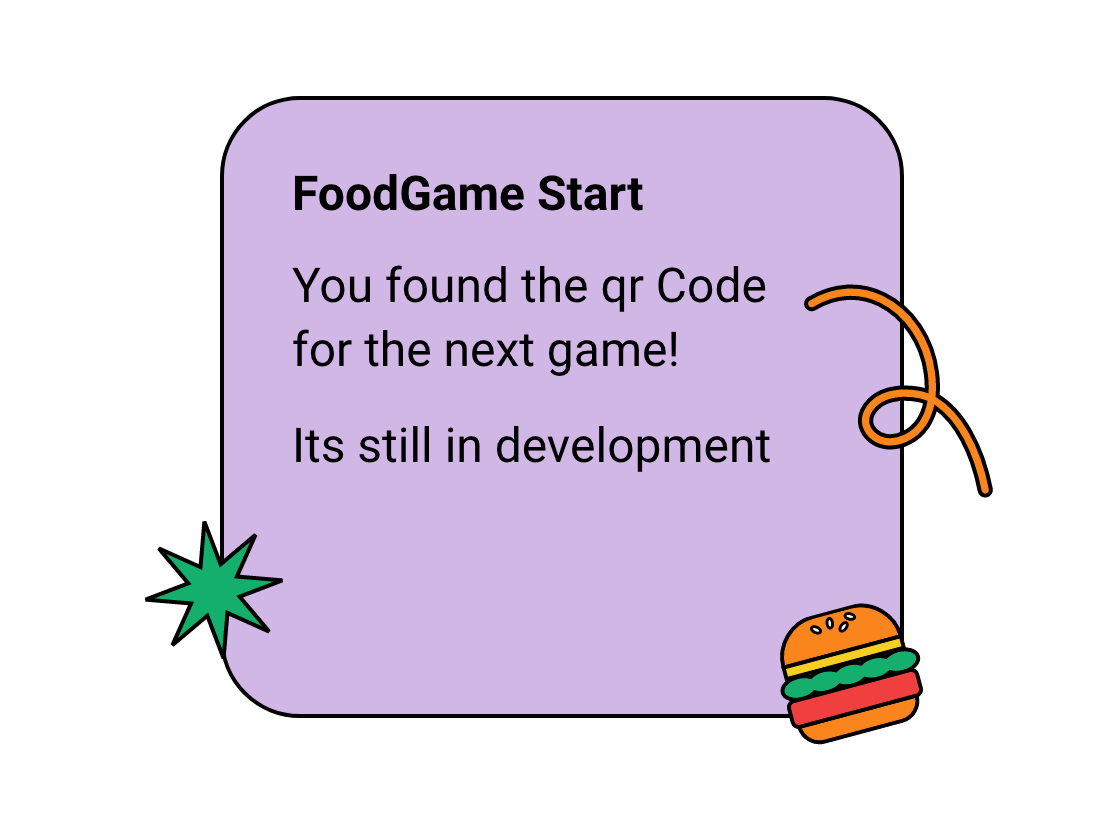 FoodGame Start
You found the qr Code
for the next game!
Its still in development